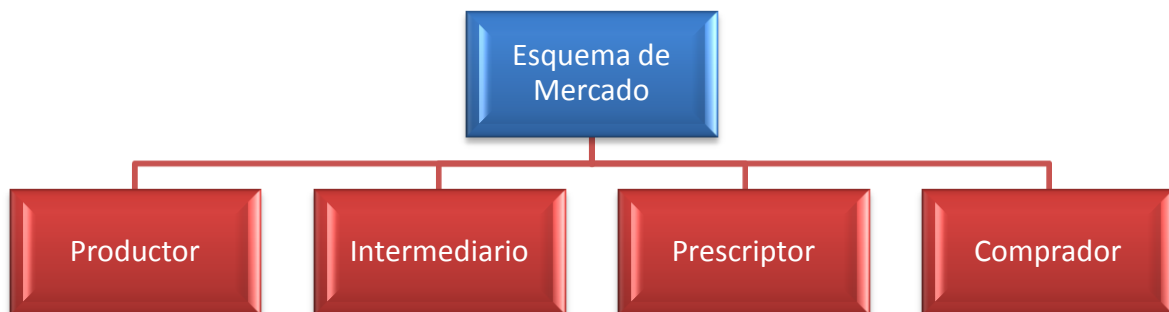 Esquema de
Mercado
Productor
Intermediario
Prescriptor
Comprador